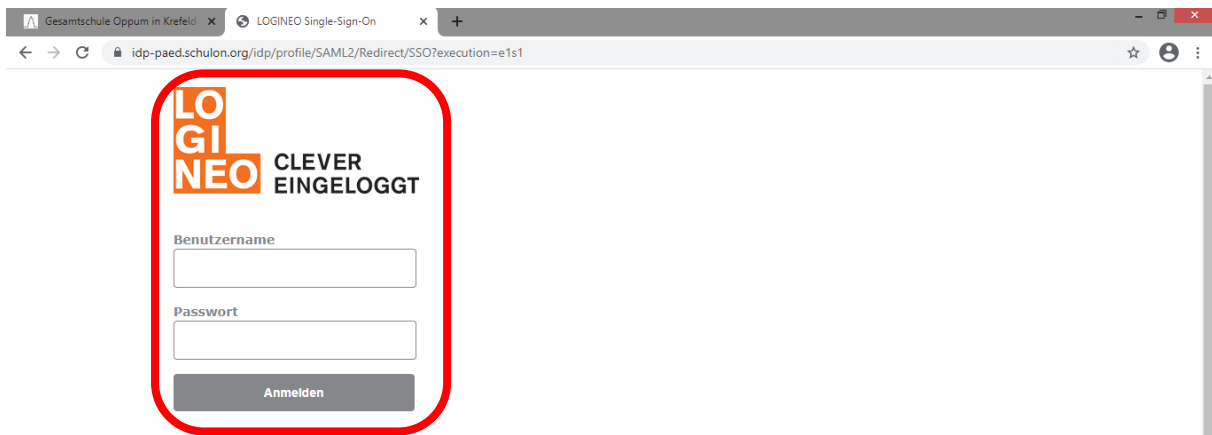 Gesamtschule Oppum in Krefeld
LOGINEO Single-Sign-On
idp-paed.schulon.org/idp/profile/SAML2/Redirect/SSO?execution=e1s1
LO
GI
NEO
CLEVER
EINGELOGGT
Benutzername
Passwort
Anmelden